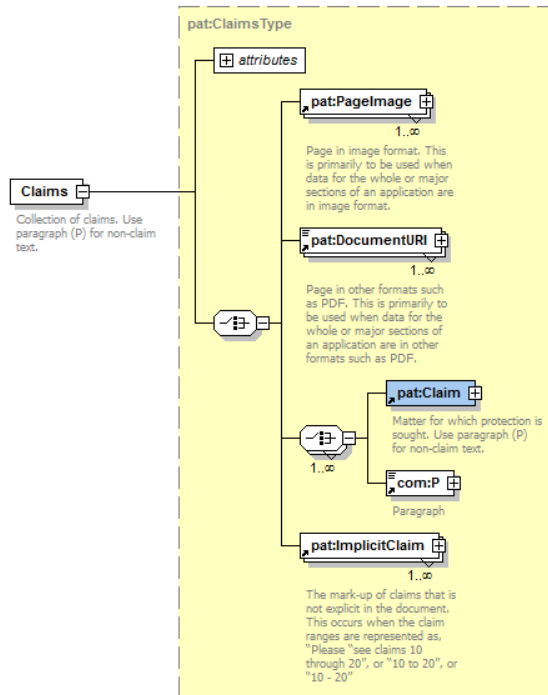 pat:ClaimsType
attributes
pat:PageImage
1..∞
Page in image format. This
is primarily to be used when
data for the whole or major
sections of an application are
in image format.
Claims
Collection of claims. Use
paragraph (P) for non-claim
text.
pat:DocumentURI
1..∞
Page in other formats such
as PDF. This is primarily to
be used when data for the
whole or major sections of
an application are in other
formats such as PDF.
pat:Claim
Matter for which protection is
sought. Use paragraph (P)
for non-claim text.
1..∞
com:P
Paragraph
pat:ImplicitClaim
1..∞
The mark-up of claims that is
not explicit in the document.
This occurs when the claim
ranges are represented as,
"Please "see claims 10
through 20", or "10 to 20", or
"10 - 20"